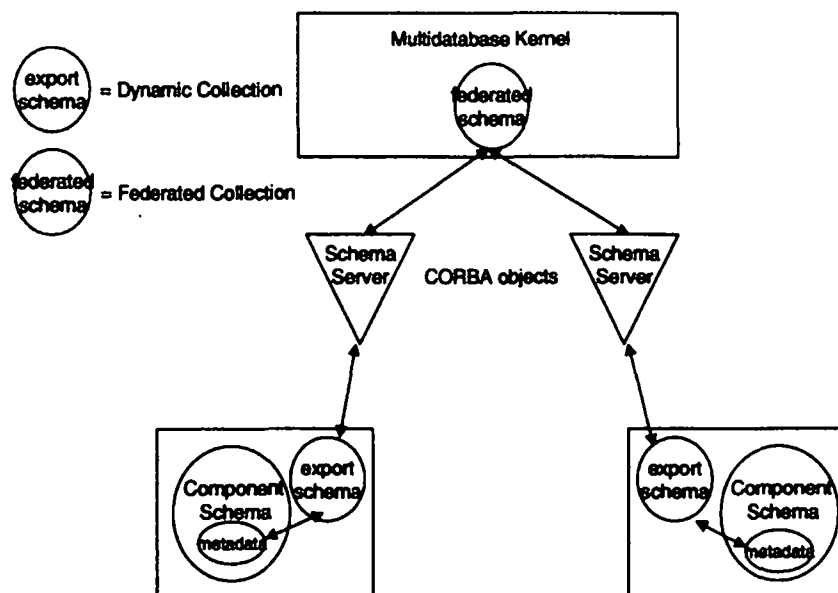 Multidatabase Kernel
federated
schema
export
schema
= Dynamic Collection
federated
schema
= Federated Collection
Schema
Server
CORBA objects
Schema
Server
export
schema
Component
Schema
metadata
export
schema
Component
Schema
metadata